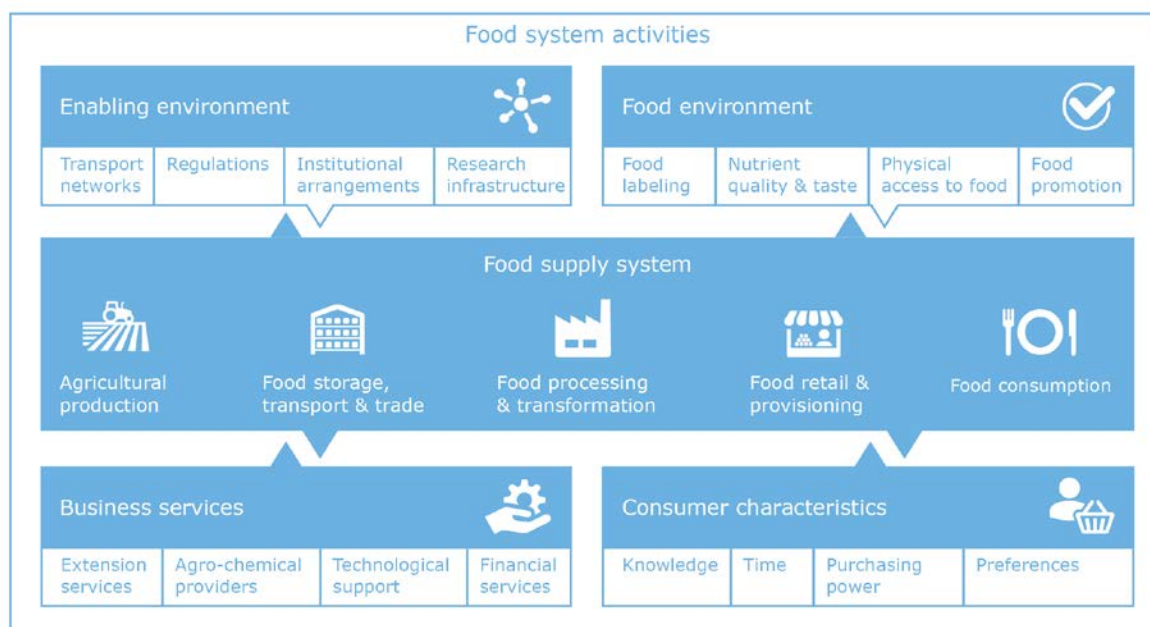 Food system activities
Enabling environment
Transport
networks
Regulations
Institutional
arrangements
Research
infrastructure
Food environment
Food
labeling
Nutrient
quality & taste
Physical
access to food
Food
promotion
Food supply system
Agricultural
production
Food storage,
transport & trade
Food processing
& transformation
Food retail &
provisioning
Food consumption
Business services
Extension
services
Agro-chemical
providers
Technological
support
Financial
services
Consumer characteristics
Knowledge
Time
Purchasing
power
Preferences